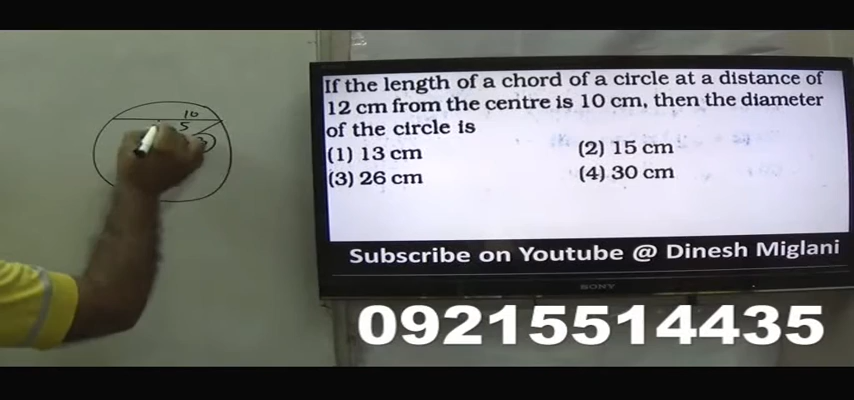 10
5
If the length of a chord of a circle at a distance of
12 cm from the centre is 10 cm, then the diameter
of the circle is
(1) 13 cm (2) 15 cm
(3) 26 cm (4) 30 cm
Subscribe on Youtube @ Dinesh Miglani
SONY
09215514435